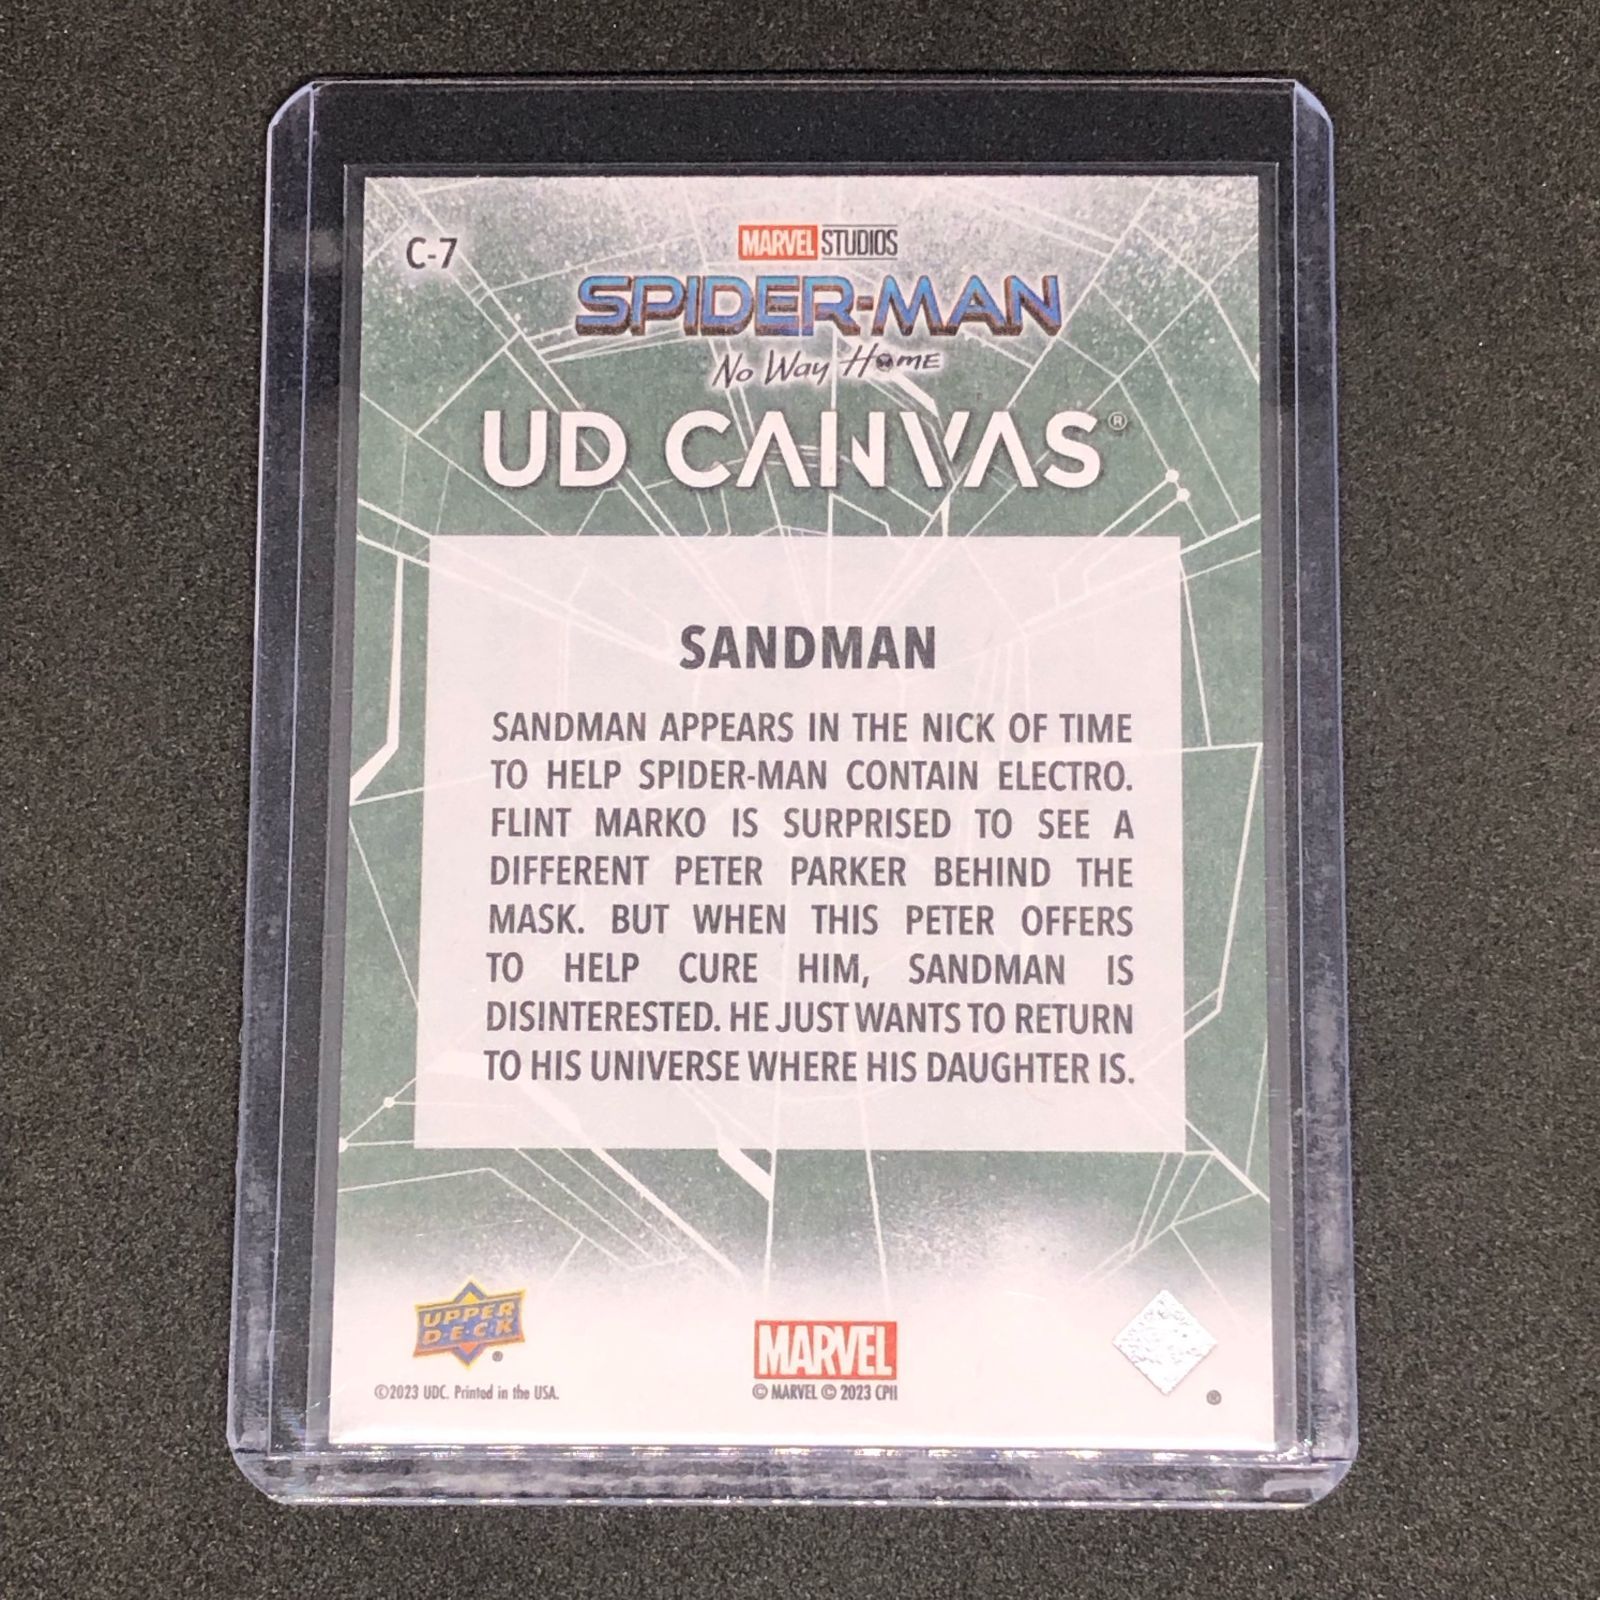 C-7
MARVEL STUDIOS
SPIDER-MAN
No Way Home
UD CANVAS®
SANDMAN
SANDMAN APPEARS IN THE NICK OF TIME
TO HELP SPIDER-MAN CONTAIN ELECTRO.
FLINT MARKO IS SURPRISED TO SEE A
DIFFERENT PETER PARKER BEHIND THE
MASK. BUT WHEN THIS PETER OFFERS
TO HELP CURE HIM, SANDMAN IS
DISINTERESTED. HE JUST WANTS TO RETURN
TO HIS UNIVERSE WHERE HIS DAUGHTER IS.
UPPER
DECK®
MARVEL
©2023 UDC. Printed in the USA.
© MARVEL © 2023 CPII
®